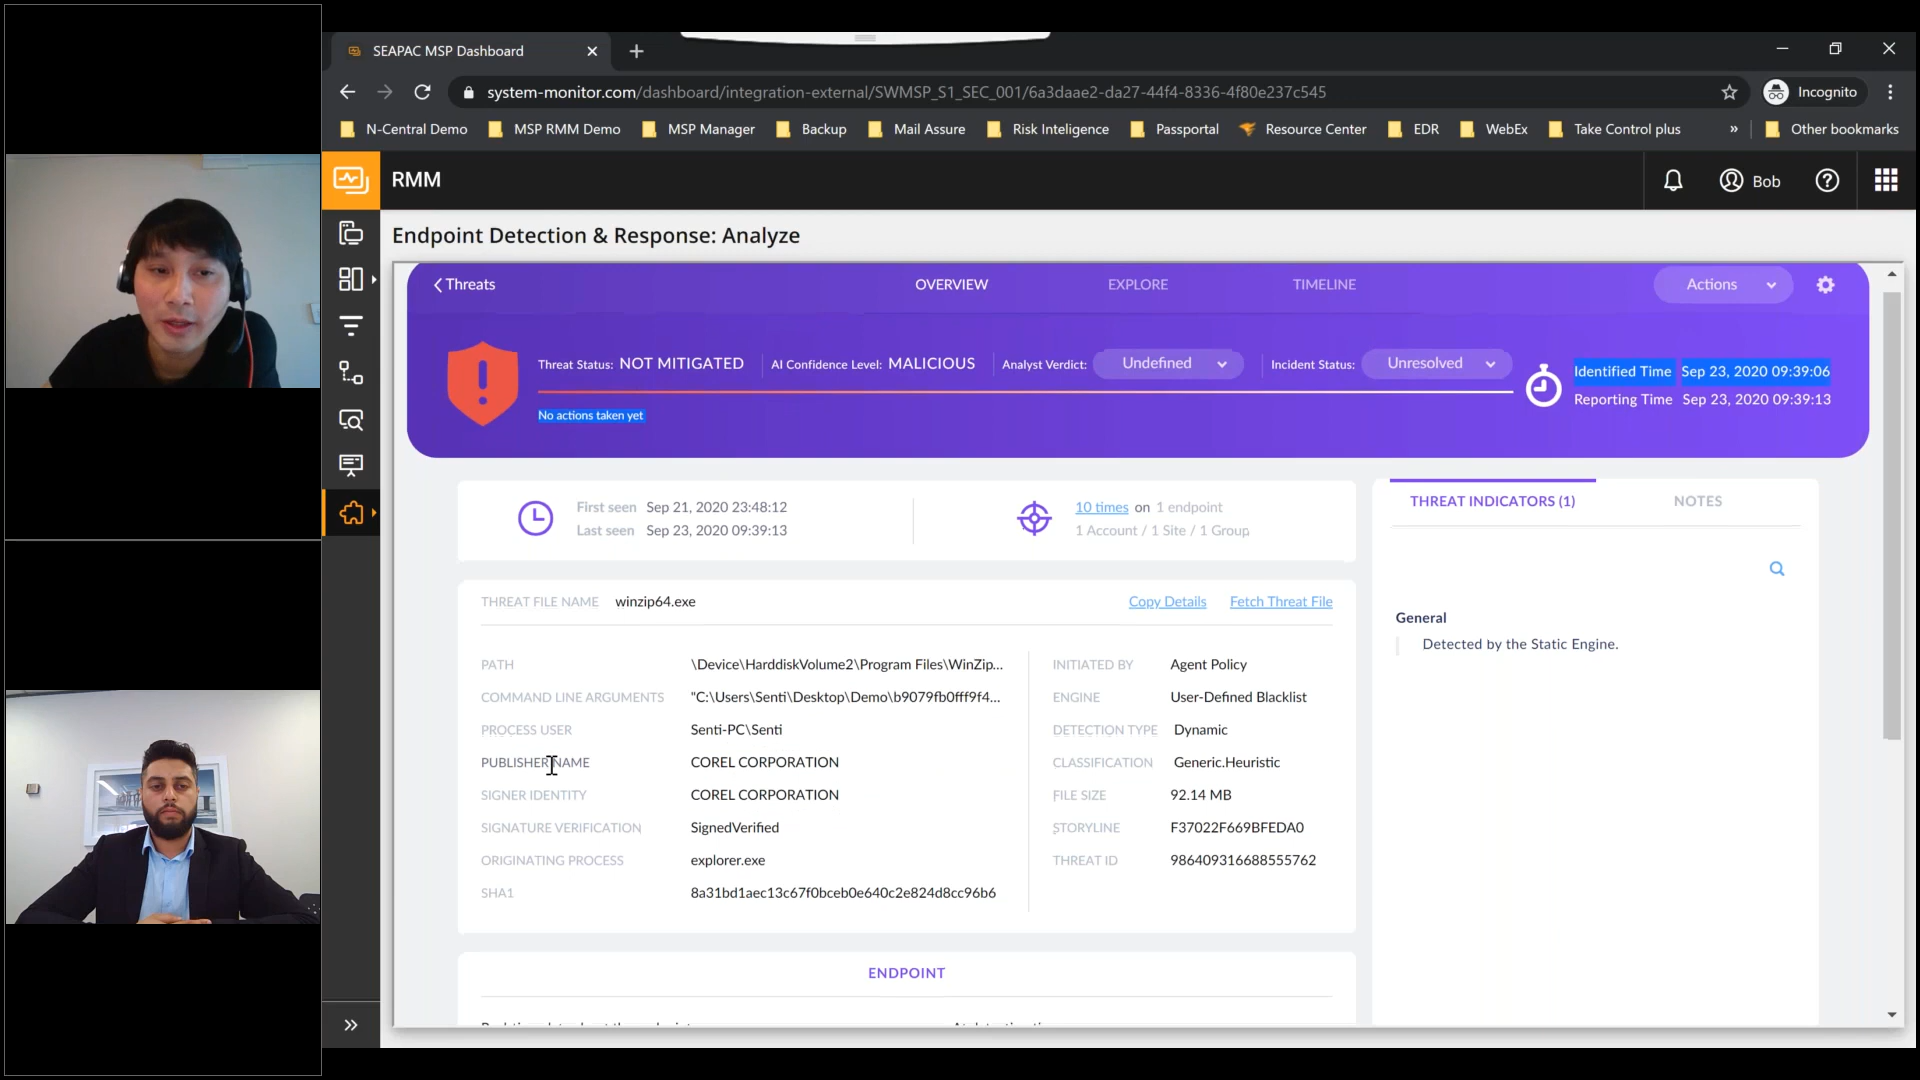 SEAPAC MSP Dashboard
system-monitor.com/dashboard/integration-external/SWMSP_S1_SEC_001/6a3daae2-da27-44f4-8336-4f80e237c545
Incognito
N-Central Demo MSP RMM Demo MSP Manager Backup Mail Assure Risk Inteligence Passportal Resource Center EDR WebEx Take Control plus » Other bookmarks
RMM
Bob
Endpoint Detection & Response: Analyze
Threats OVERVIEW EXPLORE TIMELINE Actions
Threat Status: NOT MITIGATED AI Confidence Level: MALICIOUS Analyst Verdict: Undefined Incident Status: Unresolved
Identified Time Sep 23, 2020 09:39:06
Reporting Time Sep 23, 2020 09:39:13
No actions taken yet
First seen Sep 21, 2020 23:48:12
Last seen Sep 23, 2020 09:39:13
10 times on 1 endpoint
1 Account / 1 Site / 1 Group
THREAT INDICATORS (1) NOTES
THREAT FILE NAME winzip64.exe Copy Details Fetch Threat File
General
Detected by the Static Engine.
PATH \Device\HarddiskVolume2\Program Files\WinZip...
COMMAND LINE ARGUMENTS "C:\Users\Senti\Desktop\Demo\b9079fb0fff9f4...
PROCESS USER Senti-PC\Senti
PUBLISHER NAME COREL CORPORATION
SIGNER IDENTITY COREL CORPORATION
SIGNATURE VERIFICATION SignedVerified
ORIGINATING PROCESS explorer.exe
SHA1 8a31bd1aec13c67f0bceb0e640c2e824d8cc96b6
INITIATED BY Agent Policy
ENGINE User-Defined Blacklist
DETECTION TYPE Dynamic
CLASSIFICATION Generic.Heuristic
FILE SIZE 92.14 MB
STORYLINE F37022F669BFEDA0
THREAT ID 986409316688555762
ENDPOINT